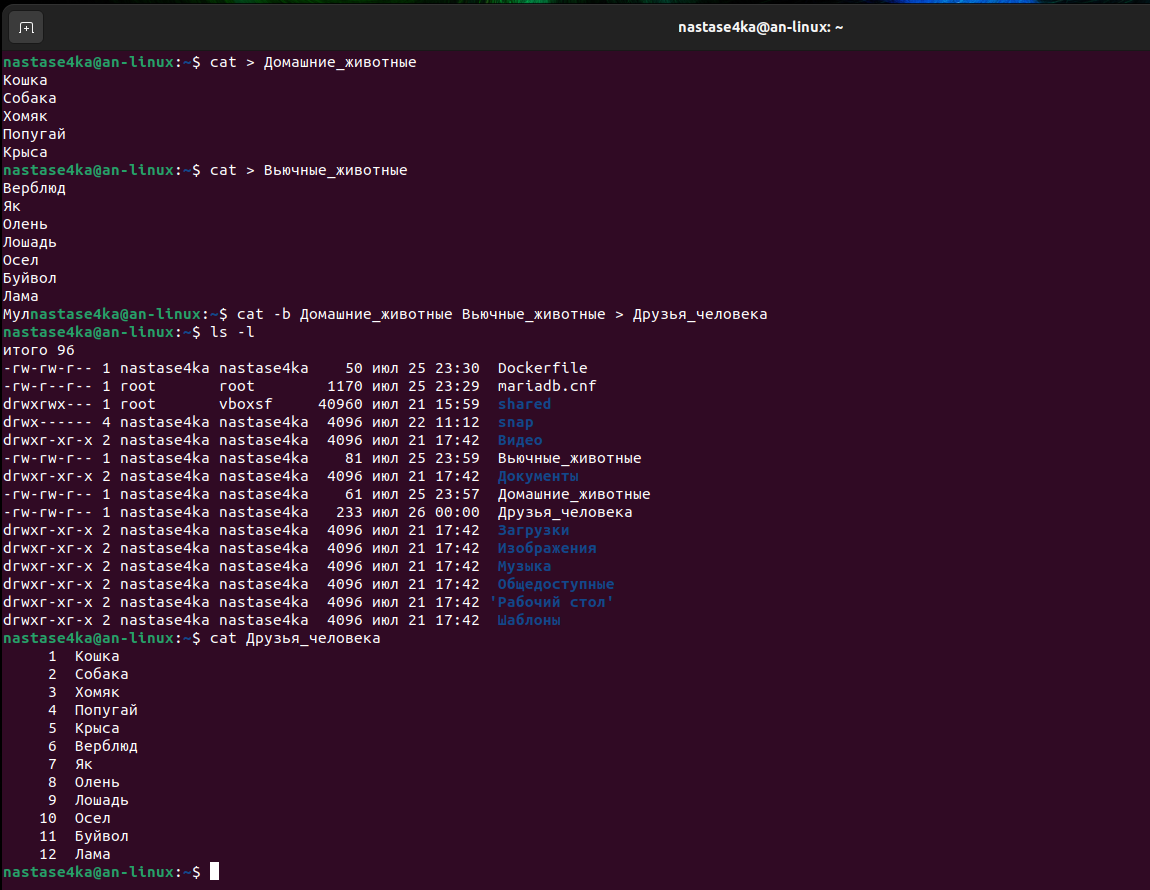 nastase4ka@an-linux: ~
nastase4ka@an-linux:~$ cat > Домашние_животные
Кошка
Собака
Хомяк
Попугай
Крыса
nastase4ka@an-linux:~$ cat > Вьючные_животные
Верблюд
Як
Олень
Лошадь
Осел
Буйвол
Лама
Мулnastase4ka@an-linux:~$ cat -b Домашние_животные Вьючные_животные > Друзья_человека
nastase4ka@an-linux:~$ ls -l
итого 96
-rw-rw-r-- 1 nastase4ka nastase4ka    50 июл 25 23:30  Dockerfile
-rw-r--r-- 1 root       root        1170 июл 25 23:29  mariadb.cnf
drwxrwx--- 1 root       vboxsf     40960 июл 21 15:59  shared
drwx------ 4 nastase4ka nastase4ka  4096 июл 22 11:12  snap
drwxr-xr-x 2 nastase4ka nastase4ka  4096 июл 21 17:42  Видео
-rw-rw-r-- 1 nastase4ka nastase4ka    81 июл 25 23:59  Вьючные_животные
drwxr-xr-x 2 nastase4ka nastase4ka  4096 июл 21 17:42  Документы
-rw-rw-r-- 1 nastase4ka nastase4ka    61 июл 25 23:57  Домашние_животные
-rw-rw-r-- 1 nastase4ka nastase4ka   233 июл 26 00:00  Друзья_человека
drwxr-xr-x 2 nastase4ka nastase4ka  4096 июл 21 17:42  Загрузки
drwxr-xr-x 2 nastase4ka nastase4ka  4096 июл 21 17:42  Изображения
drwxr-xr-x 2 nastase4ka nastase4ka  4096 июл 21 17:42  Музыка
drwxr-xr-x 2 nastase4ka nastase4ka  4096 июл 21 17:42  Общедоступные
drwxr-xr-x 2 nastase4ka nastase4ka  4096 июл 21 17:42 'Рабочий стол'
drwxr-xr-x 2 nastase4ka nastase4ka  4096 июл 21 17:42  Шаблоны
nastase4ka@an-linux:~$ cat Друзья_человека
     1  Кошка
     2  Собака
     3  Хомяк
     4  Попугай
     5  Крыса
     6  Верблюд
     7  Як
     8  Олень
     9  Лошадь
    10  Осел
    11  Буйвол
    12  Лама
nastase4ka@an-linux:~$